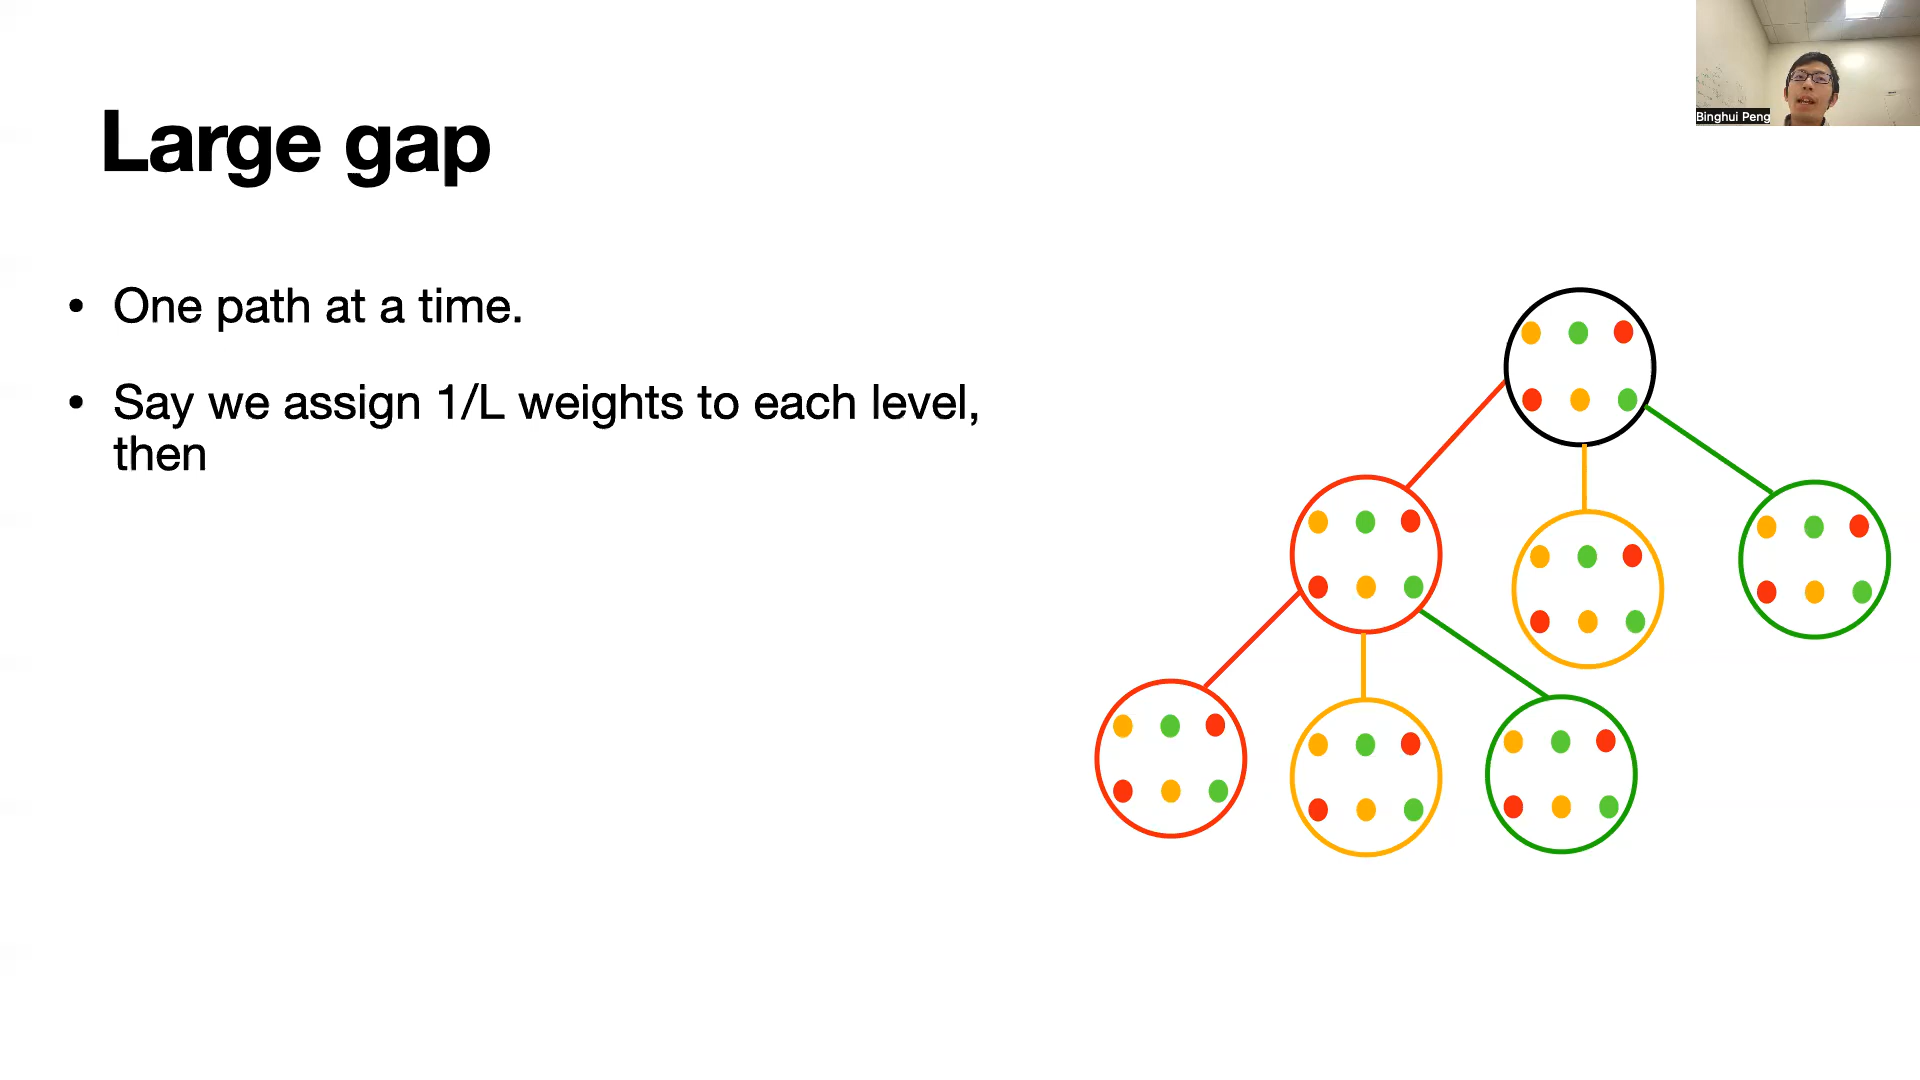 Large gap
• One path at a time.
• Say we assign 1/L weights to each level,
then
Binghui Peng